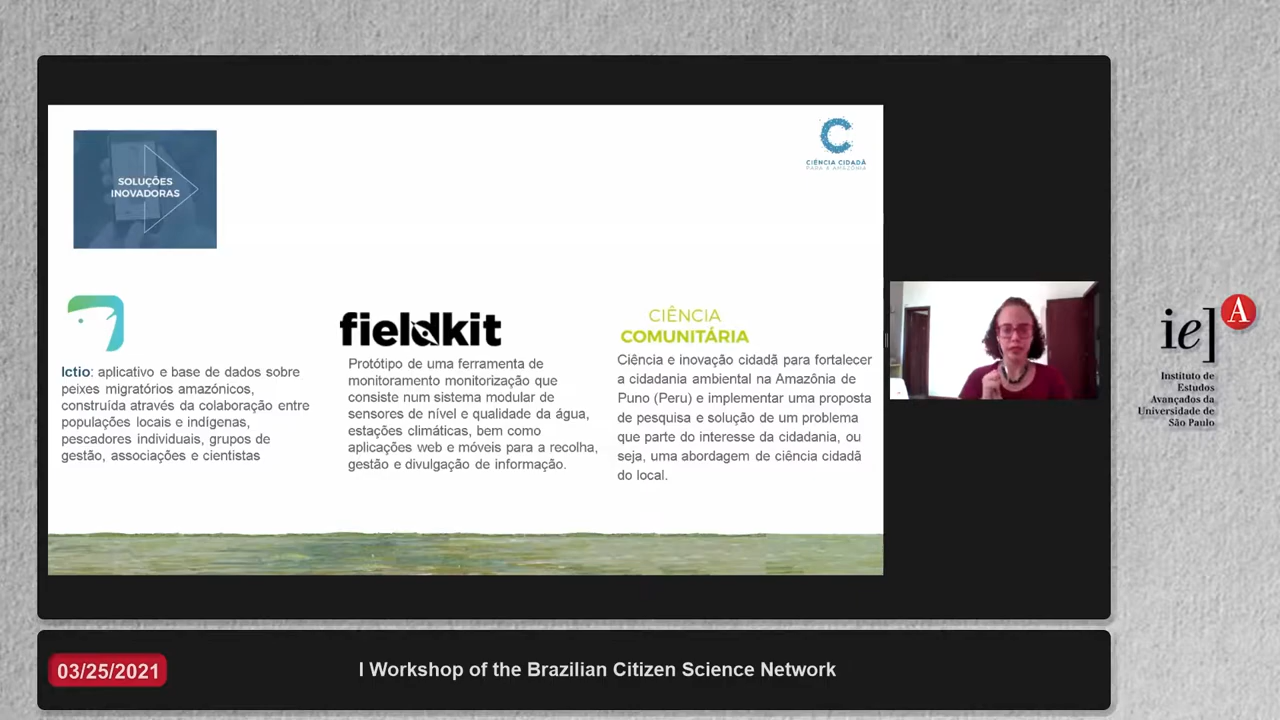 SOLUÇÕES
INOVADORAS
CIÊNCIA CIDADÃ
PARA A AMAZÔNIA
Ictio: aplicativo e base de dados sobre
peixes migratórios amazónicos,
construída através da colaboração entre
populações locais e indígenas,
pescadores individuais, grupos de
gestão, associações e cientistas
fieldkit
Protótipo de uma ferramenta de
monitoramento monitorização que
consiste num sistema modular de
sensores de nível e qualidade da água,
estações climáticas, bem como
aplicações web e móveis para a recolha,
gestão e divulgação de informação.
CIÊNCIA
COMUNITÁRIA
Ciência e inovação cidadã para fortalecer
a cidadania ambiental na Amazônia de
Puno (Peru) e implementar uma proposta
de pesquisa e solução de um problema
que parte do interesse da cidadania, ou
seja, uma abordagem de ciência cidadã
do local.
ie] A
Instituto de
Estudos
Avançados da
Universidade de
São Paulo
03/25/2021
I Workshop of the Brazilian Citizen Science Network